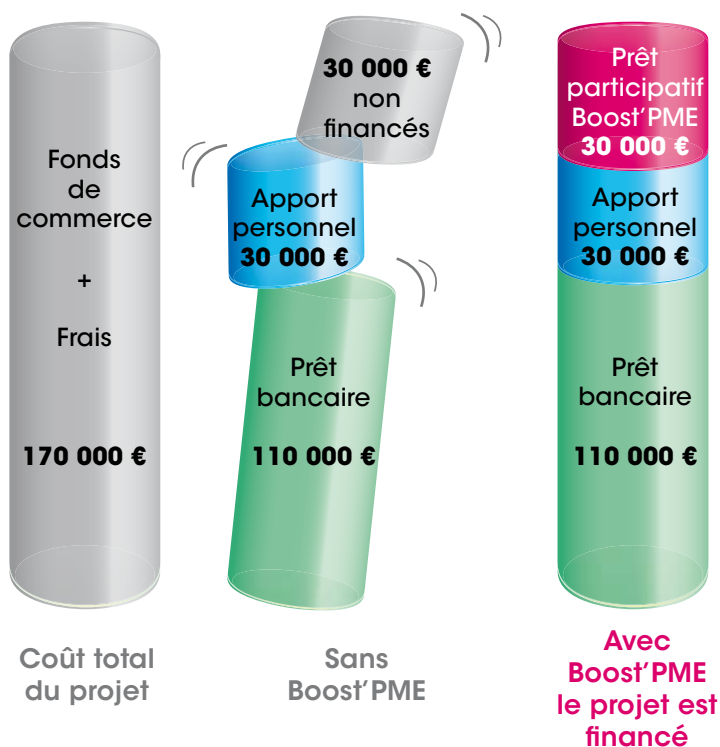 Fonds
de
commerce
+
Frais
170 000 €
Coût total
du projet
30 000 €
non
financés
Apport
personnel
30 000 €
Prêt
bancaire
110 000 €
Sans
Boost'PME
Prêt
participatif
Boost'PME
30 000 €
Apport
personnel
30 000 €
Prêt
bancaire
110 000 €
Avec
Boost'PME
le projet est
financé